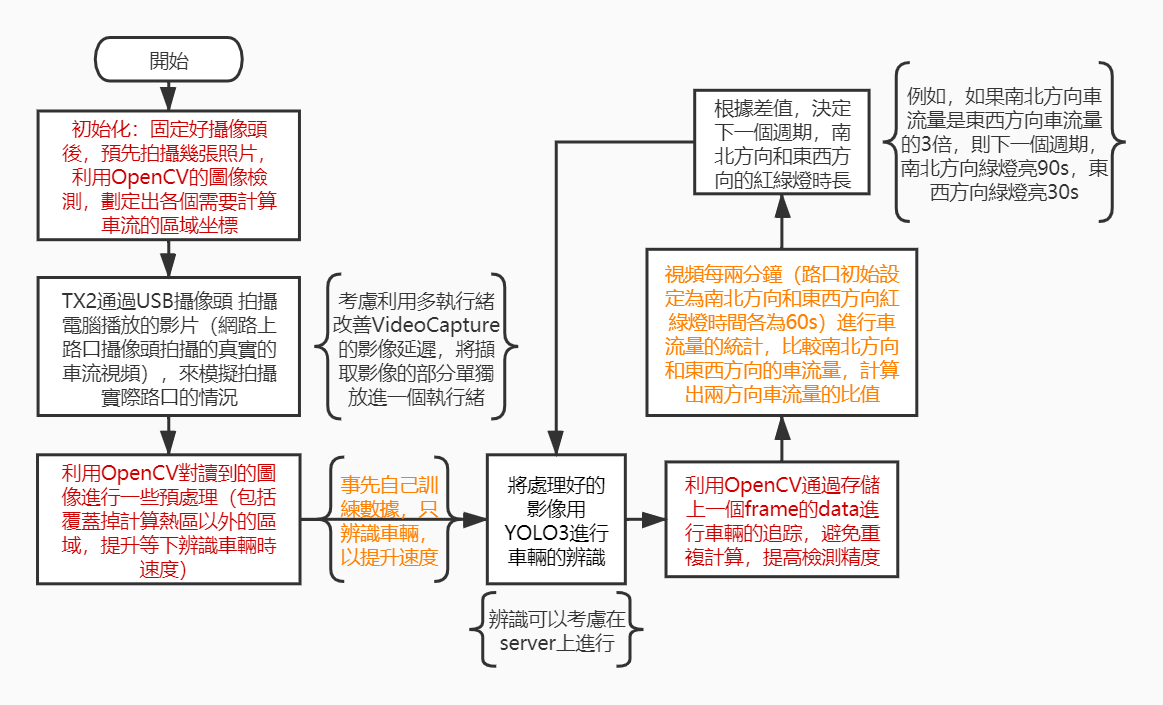 開始
初始化：固定好攝像頭
後，預先拍攝幾張照片，
利用OpenCV的圖像檢
測，劃定出各個需要計算
車流的區域坐標
TX2通過USB攝像頭 拍攝
電腦播放的影片（網路上
路口攝像頭拍攝的真實的
車流視頻），來模擬拍攝
實際路口的情況
考慮利用多執行緒
改善VideoCapture
的影像延遲，將擷
取影像的部分單獨
放進一個執行緒
利用OpenCV對讀到的圖
像進行一些預處理（包括
覆蓋掉計算熱區以外的區
域，提升等下辨識車輛時
速度）
事先自己訓
練數據，只
辨識車輛，
以提升速度
將處理好的
影像用
YOLO3進行
車輛的辨識
辨識可以考慮在
server上進行
利用OpenCV通過存儲
上一個frame的data進
行車輛的追踪，避免重
複計算，提高檢測精度
視頻每兩分鐘（路口初始設
定為南北方向和東西方向紅
綠燈時間各為60s）進行車
流量的統計，比較南北方向
和東西方向的車流量，計算
出兩方向車流量的比值
根據差值，決定
下一個週期，南
北方向和東西方
向的紅綠燈時長
例如，如果南北方向車
流量是東西方向車流量
的3倍，則下一個週期，
南北方向綠燈亮90s，東
西方向綠燈亮30s